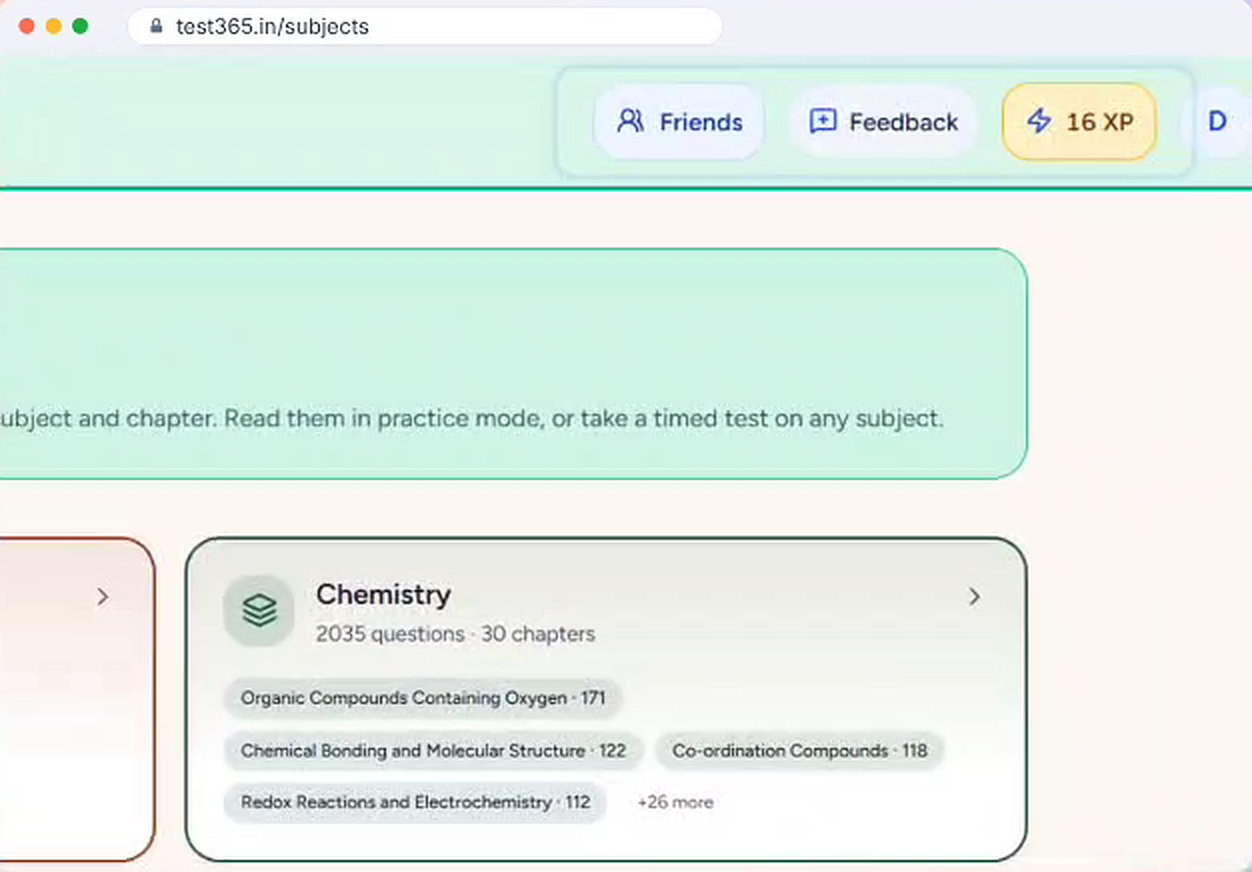 test365.in/subjects
Friends
Feedback
16 XP
D
ubject and chapter. Read them in practice mode, or take a timed test on any subject.
Chemistry
2035 questions · 30 chapters
Organic Compounds Containing Oxygen · 171
Chemical Bonding and Molecular Structure · 122
Co-ordination Compounds · 118
Redox Reactions and Electrochemistry · 112
+26 more